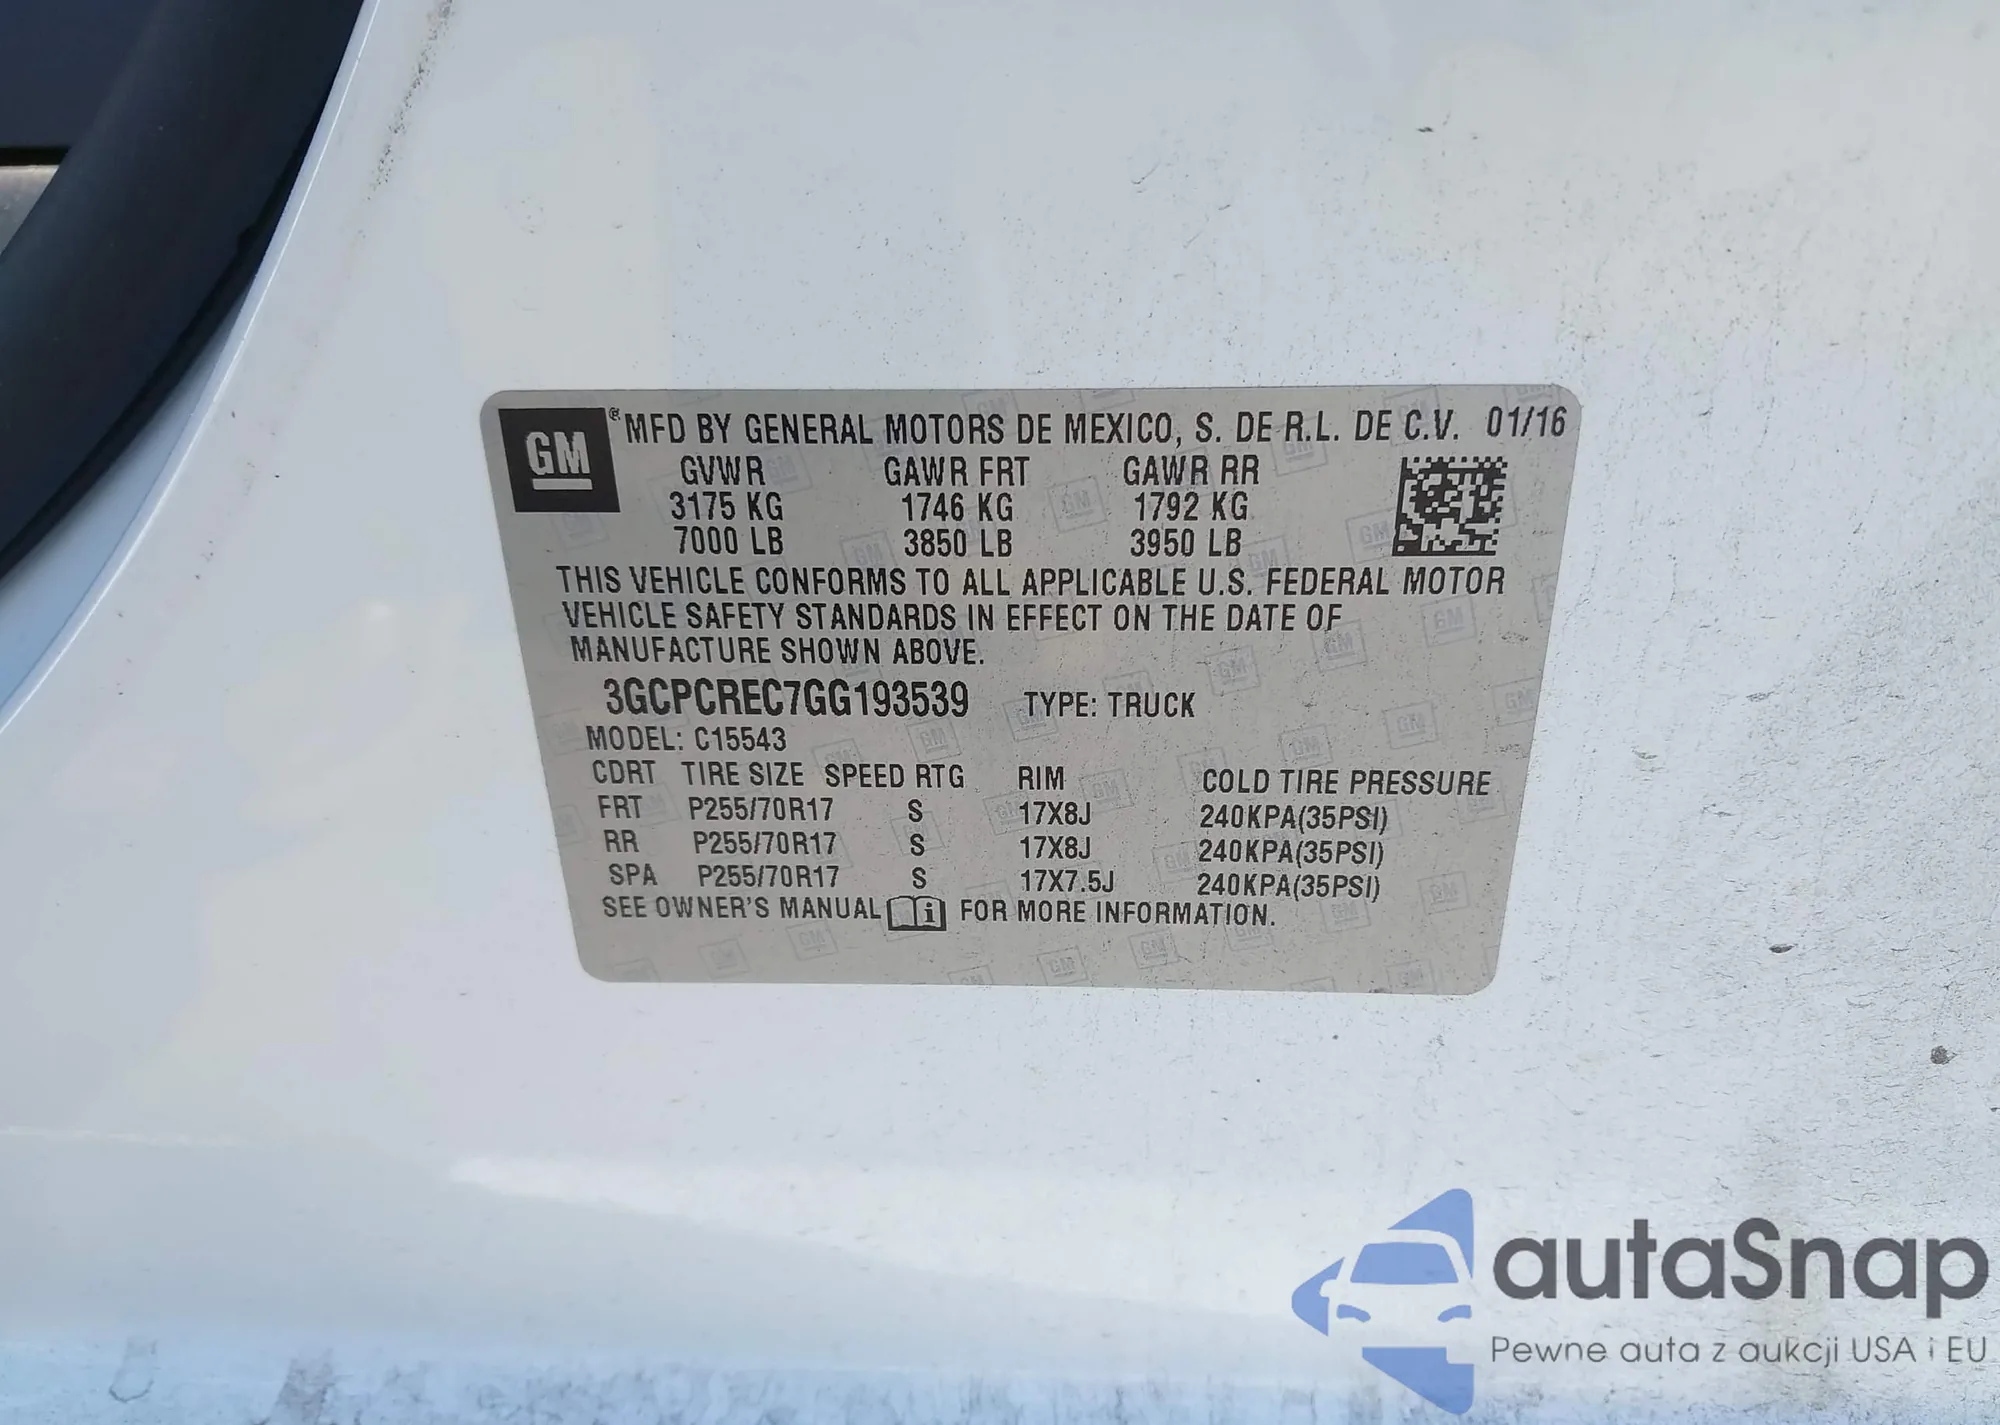 GM ® MFD BY GENERAL MOTORS DE MEXICO, S. DE R.L. DE C.V. 01/16
GVWR GAWR FRT GAWR RR
3175 KG 1746 KG 1792 KG
7000 LB 3850 LB 3950 LB
THIS VEHICLE CONFORMS TO ALL APPLICABLE U.S. FEDERAL MOTOR
VEHICLE SAFETY STANDARDS IN EFFECT ON THE DATE OF
MANUFACTURE SHOWN ABOVE.
3GCPCREC7GG193539 TYPE: TRUCK
MODEL: C15543
CDRT TIRE SIZE SPEED RTG RIM COLD TIRE PRESSURE
FRT P255/70R17 S 17X8J 240KPA(35PSI)
RR P255/70R17 S 17X8J 240KPA(35PSI)
SPA P255/70R17 S 17X7.5J 240KPA(35PSI)
SEE OWNER'S MANUAL i FOR MORE INFORMATION.
autaSnap
Pewne auta z aukcji USA i EU